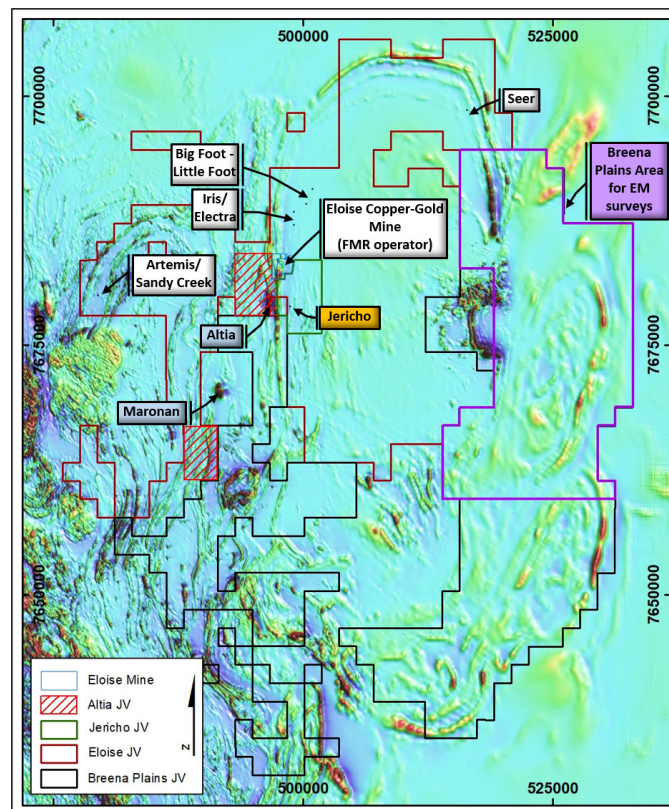 500000
525000
7700000
7700000
Seer
Big Foot -
Little Foot
Breena
Plains Area
for EM
surveys
Iris/
Electra
Eloise Copper-Gold
Mine
(FMR operator)
Artemis/
Sandy Creek
Altia
Jericho
7675000
7675000
Maronan
7650000
7650000
Eloise Mine
Altia JV
Jericho JV
Eloise JV
Breena Plains JV
N
500000
525000